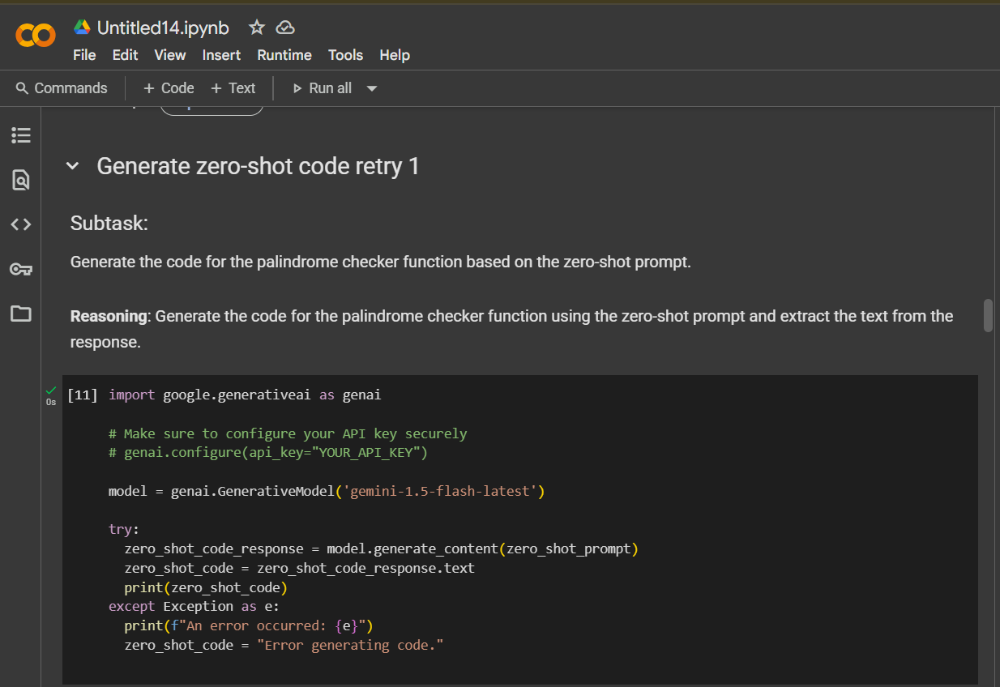 Untitled14.ipynb
File Edit View Insert Runtime Tools Help
Commands + Code + Text Run all
Generate zero-shot code retry 1
Subtask:
Generate the code for the palindrome checker function based on the zero-shot prompt.
Reasoning: Generate the code for the palindrome checker function using the zero-shot prompt and extract the text from the
response.
0s
[11] import google.generativeai as genai
# Make sure to configure your API key securely
# genai.configure(api_key="YOUR_API_KEY")
model = genai.GenerativeModel('gemini-1.5-flash-latest')
try:
  zero_shot_code_response = model.generate_content(zero_shot_prompt)
  zero_shot_code = zero_shot_code_response.text
  print(zero_shot_code)
except Exception as e:
  print(f"An error occurred: {e}")
  zero_shot_code = "Error generating code."